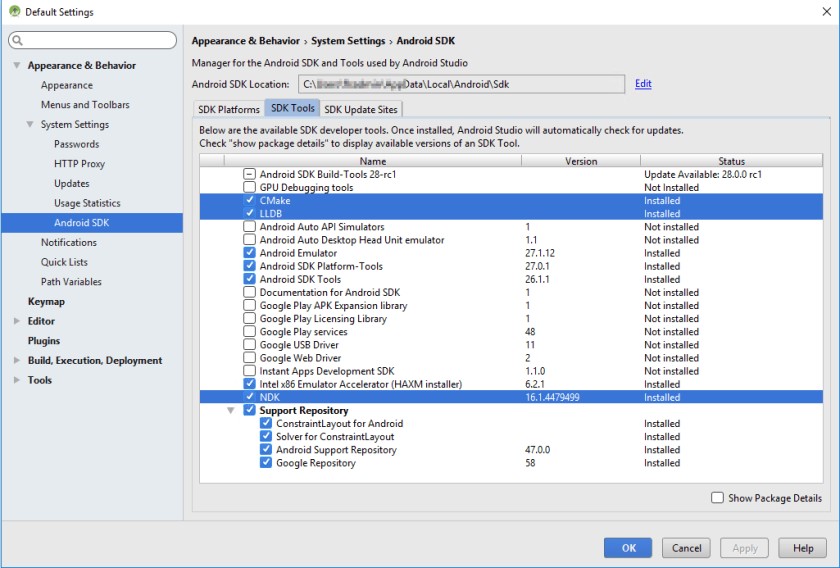 Default Settings
Appearance & Behavior › System Settings › Android SDK
Manager for the Android SDK and Tools used by Android Studio
Android SDK Location: C:\ Data\Local\Android\Sdk Edit
Appearance & Behavior
Appearance
Menus and Toolbars
System Settings
Passwords
HTTP Proxy
Updates
Usage Statistics
Android SDK
Notifications
Quick Lists
Path Variables
Keymap
Editor
Plugins
Build, Execution, Deployment
Tools
SDK Platforms SDK Tools SDK Update Sites
Below are the available SDK developer tools. Once installed, Android Studio will automatically check for updates.
Check "show package details" to display available versions of an SDK Tool.
Name Version Status
Android SDK Build-Tools 28-rc1 Update Available: 28.0.0 rc1
GPU Debugging tools Not Installed
CMake Installed
LLDB Installed
Android Auto API Simulators 1 Not installed
Android Auto Desktop Head Unit emulator 1.1 Not installed
Android Emulator 27.1.12 Installed
Android SDK Platform-Tools 27.0.1 Installed
Android SDK Tools 26.1.1 Installed
Documentation for Android SDK 1 Not installed
Google Play APK Expansion library 1 Not installed
Google Play Licensing Library 1 Not installed
Google Play services 48 Not installed
Google USB Driver 11 Not installed
Google Web Driver 2 Not installed
Instant Apps Development SDK 1.1.0 Not installed
Intel x86 Emulator Accelerator (HAXM installer) 6.2.1 Installed
NDK 16.1.4479499 Installed
Support Repository
ConstraintLayout for Android Installed
Solver for ConstraintLayout Installed
Android Support Repository 47.0.0 Installed
Google Repository 58 Installed
Show Package Details
OK Cancel Apply Help